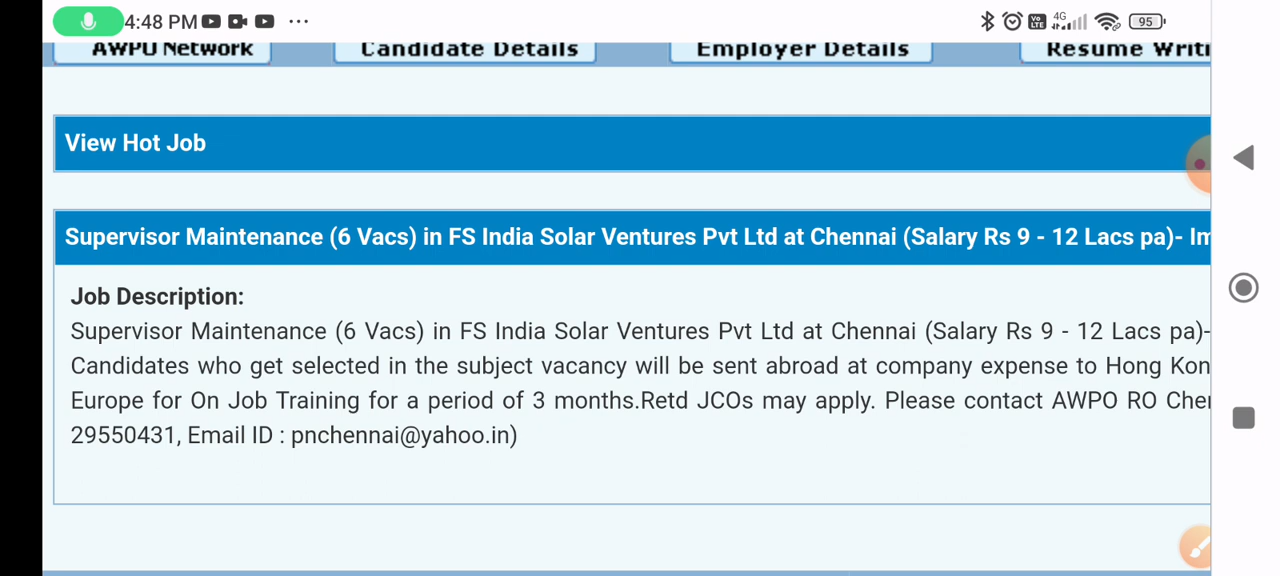 4:48 PM
4G
Vo
LTE
95
AWPO Network
Candidate Details
Employer Details
Resume Writi
View Hot Job
Supervisor Maintenance (6 Vacs) in FS India Solar Ventures Pvt Ltd at Chennai (Salary Rs 9 - 12 Lacs pa)- Im
Job Description:
Supervisor Maintenance (6 Vacs) in FS India Solar Ventures Pvt Ltd at Chennai (Salary Rs 9 - 12 Lacs pa)-
Candidates who get selected in the subject vacancy will be sent abroad at company expense to Hong Kon
Europe for On Job Training for a period of 3 months.Retd JCOs may apply. Please contact AWPO RO Cher
29550431, Email ID : pnchennai@yahoo.in)